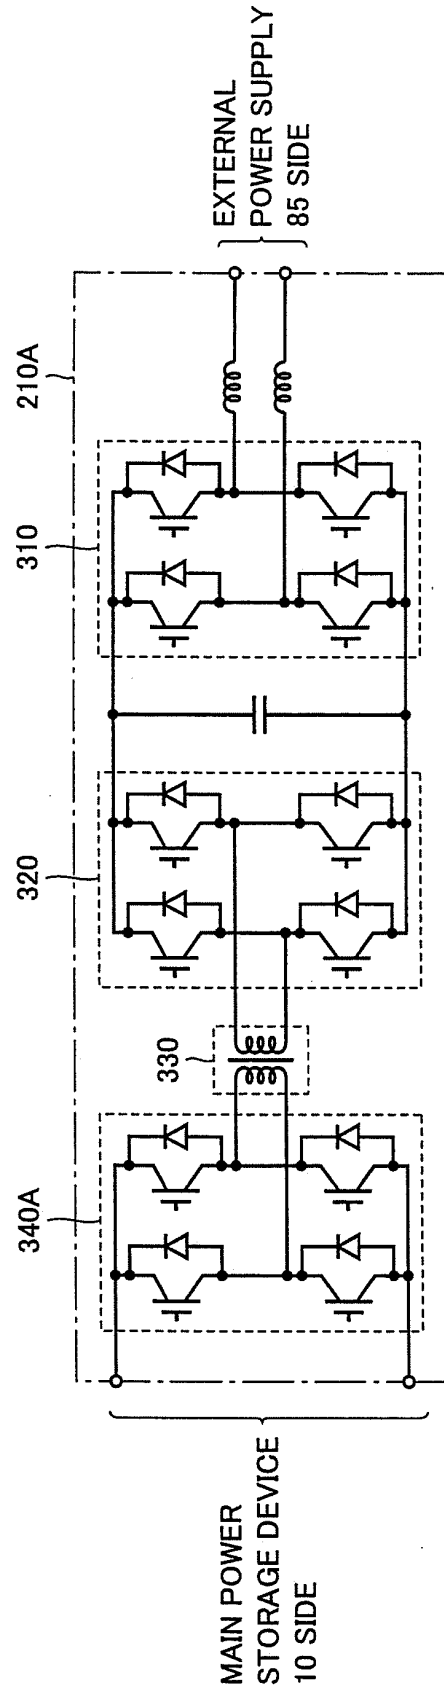 210A
310
320
330
340A
EXTERNAL
POWER SUPPLY
85 SIDE
MAIN POWER
STORAGE DEVICE
10 SIDE